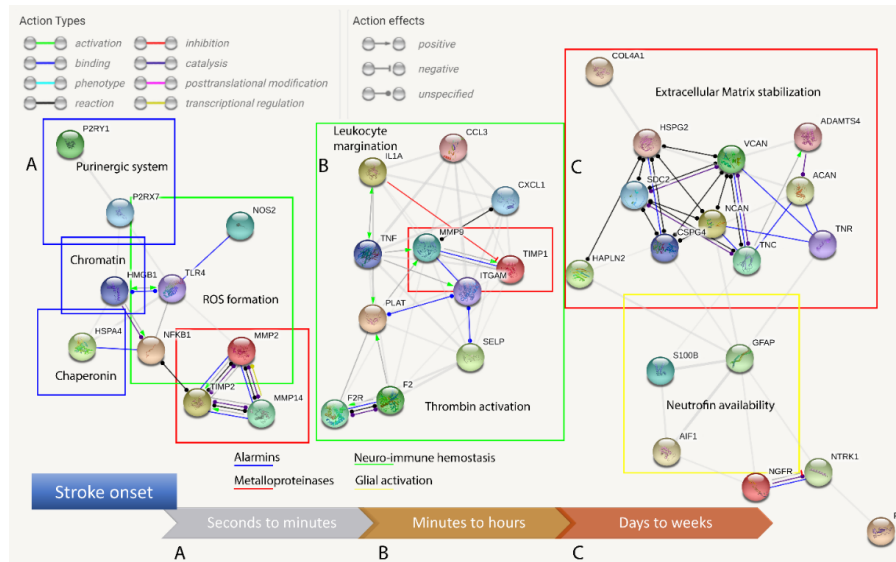 Action Types
activation
inhibition
binding
catalysis
phenotype
posttranslational modification
reaction
transcriptional regulation
Action effects
positive
negative
unspecified
A
P2RY1
Purinergic system
P2RX7
NOS2
Chromatin
HMGB1
TLR4
ROS formation
HSPA4
NFKB1
MMP2
Chaperonin
TIMP2
MMP14
B
Leukocyte
margination
CCL3
IL1A
CXCL1
TNF
MMP9
TIMP1
ITGAM
PLAT
SELP
F2
F2R
Thrombin activation
C
COL4A1
Extracellular Matrix stabilization
HSPG2
VCAN
ADAMTS4
SDC2
ACAN
NCAN
CSPG4
TNC
TNR
HAPLN2
S100B
GFAP
Neutrofin availability
AIF1
NGFR
NTRK1
Alarmins
Neuro-immune hemostasis
Metalloproteinases
Glial activation
Stroke onset
Seconds to minutes
Minutes to hours
Days to weeks
A
B
C